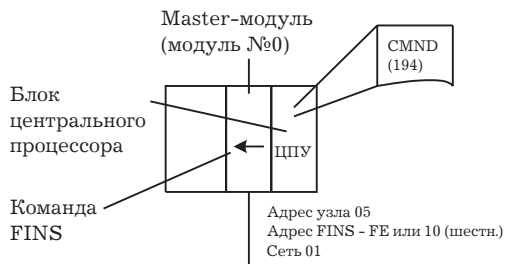 Master-модуль
(модуль №0)
CMND
(194)
Блок
центрального
процессора
ЦПУ
Команда
FINS
Адрес узла 05
Адрес FINS - FE или 10 (шестн.)
Сеть 01